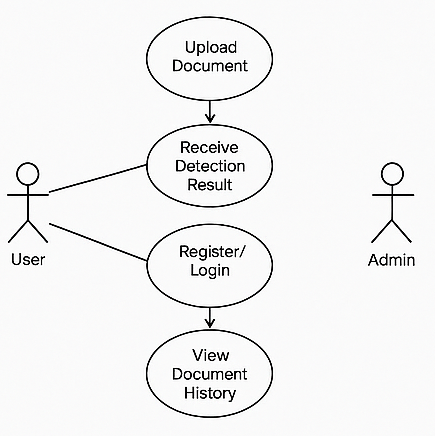 Upload
Document
Receive
Detection
Result
User
Admin
Register/
Login
View
Document
History